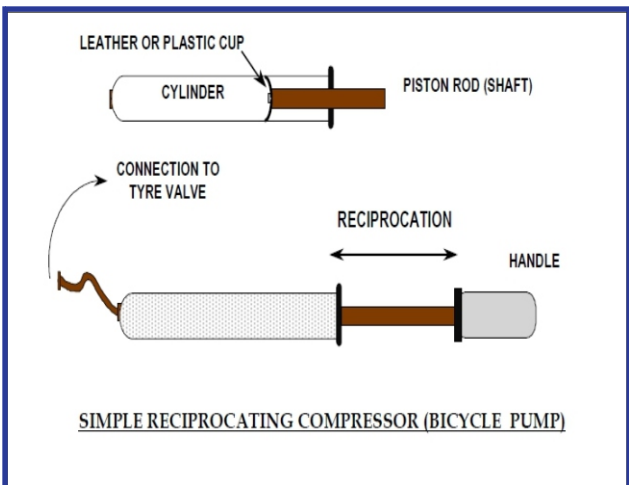 LEATHER OR PLASTIC CUP
CYLINDER
PISTON ROD (SHAFT)
CONNECTION TO
TYRE VALVE
RECIPROCATION
HANDLE
SIMPLE RECIPROCATING COMPRESSOR (BICYCLE PUMP)